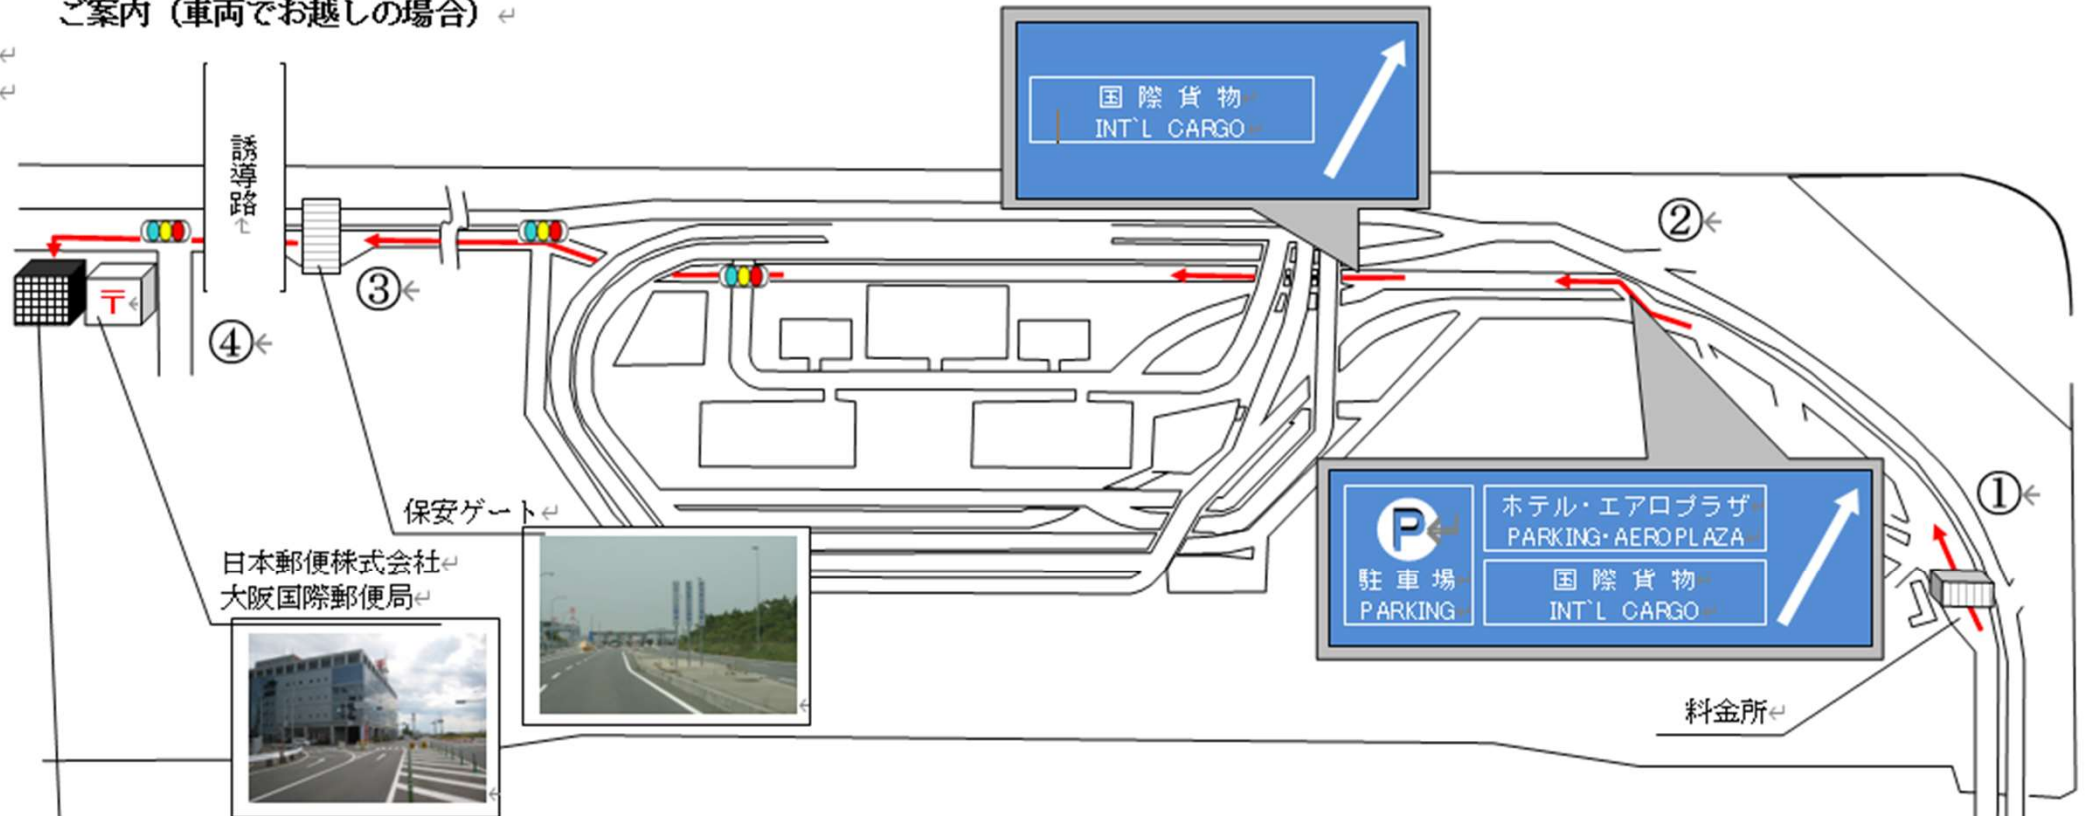 ご案内（車両でお越しの場合）
国際貨物
INT`L CARGO
誘導路
②
③
④
〒
①
保安ゲート
日本郵便株式会社
大阪国際郵便局
P
駐車場
PARKING
ホテル・エアロプラザ
PARKING・AEROPLAZA
国際貨物
INT`L CARGO
料金所